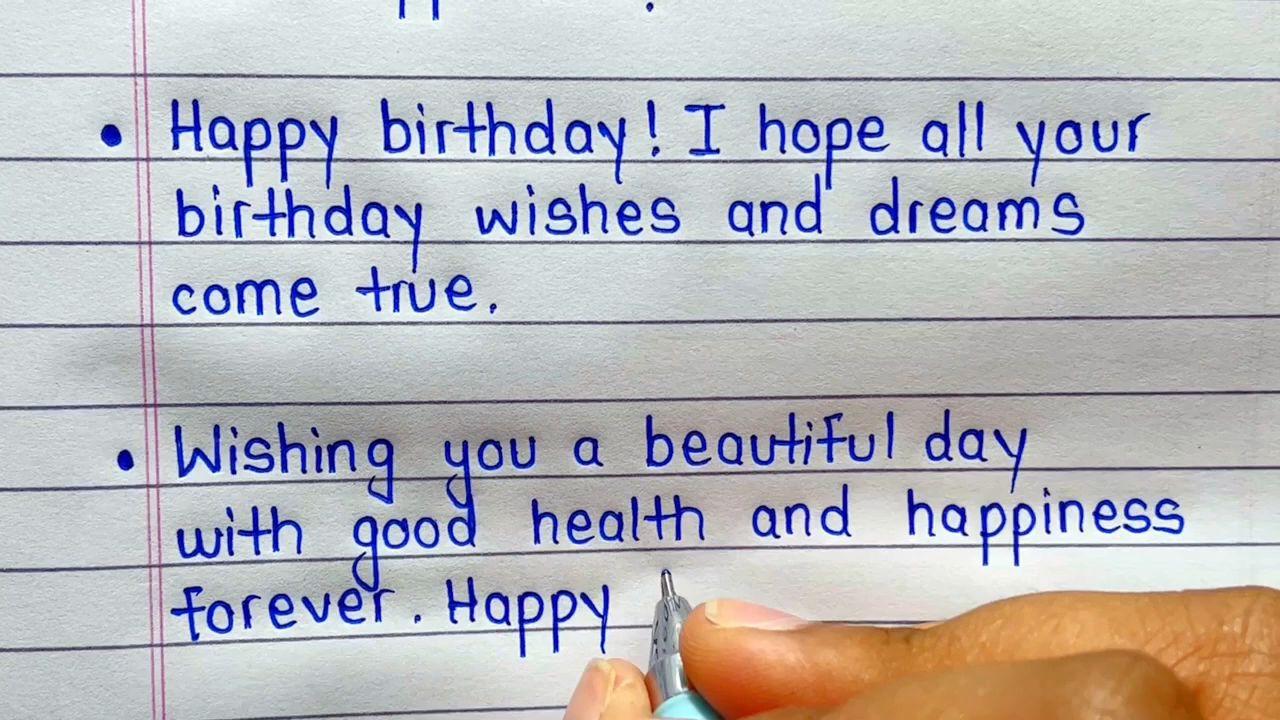 • Happy birthday! I hope all your
birthday wishes and dreams
come true.
• Wishing you a beautiful day
with good health and happiness
forever. Happy